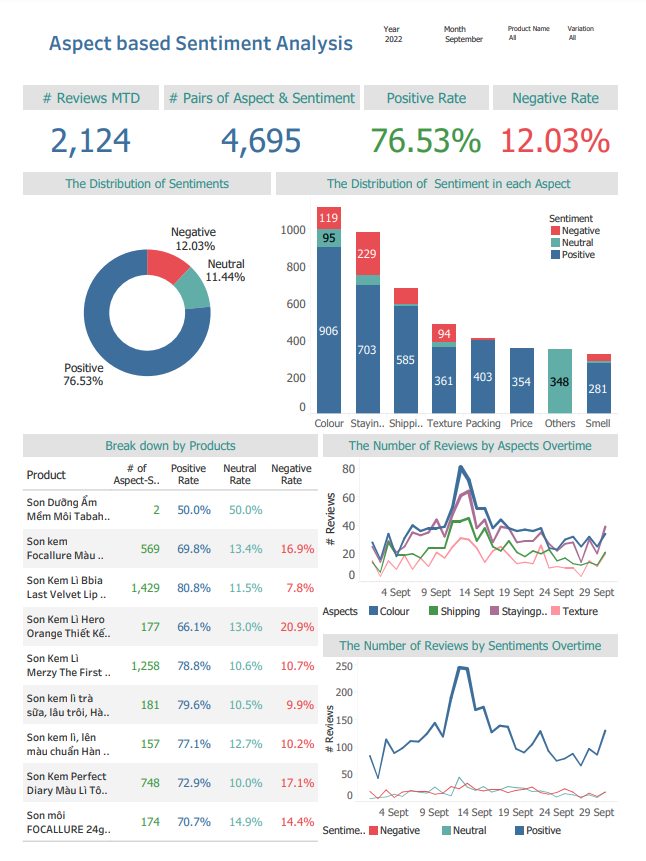 Aspect based Sentiment Analysis
Year
2022
Month
September
Product Name
All
Variation
All
# Reviews MTD
# Pairs of Aspect & Sentiment
Positive Rate
Negative Rate
2,124
4,695
76.53%
12.03%
The Distribution of Sentiments
Negative
12.03%
Neutral
11.44%
Positive
76.53%
The Distribution of Sentiment in each Aspect
Sentiment
Negative
Neutral
Positive
1000
800
600
400
200
0
119
95
906
229
703
585
94
361
403
354
348
281
Colour Stayin.. Shippi.. Texture Packing Price Others Smell
Break down by Products
Product # of Aspect-S.. Positive Rate Neutral Rate Negative Rate
Son Dưỡng Ẩm
Mềm Môi Tabah.. 2 50.0% 50.0%
Son kem
Focallure Màu .. 569 69.8% 13.4% 16.9%
Son Kem Lì Bbia
Last Velvet Lip .. 1,429 80.8% 11.5% 7.8%
Son Kem Lì Hero
Orange Thiết Kế.. 177 66.1% 13.0% 20.9%
Son Kem Lì
Merzy The First .. 1,258 78.8% 10.6% 10.7%
Son kem lì trà
sữa, lâu trôi, Hà.. 181 79.6% 10.5% 9.9%
Son kem lì, lên
màu chuẩn Hàn .. 157 77.1% 12.7% 10.2%
Son Kem Perfect
Diary Màu Lì Tô.. 748 72.9% 10.0% 17.1%
Son môi
FOCALLURE 24g.. 174 70.7% 14.9% 14.4%
The Number of Reviews by Aspects Overtime
# Reviews
80
60
40
20
0
4 Sept 9 Sept 14 Sept 19 Sept 24 Sept 29 Sept
Aspects Colour Shipping Stayingp.. Texture
The Number of Reviews by Sentiments Overtime
# Reviews
250
200
150
100
50
0
4 Sept 9 Sept 14 Sept 19 Sept 24 Sept 29 Sept
Sentime.. Negative Neutral Positive